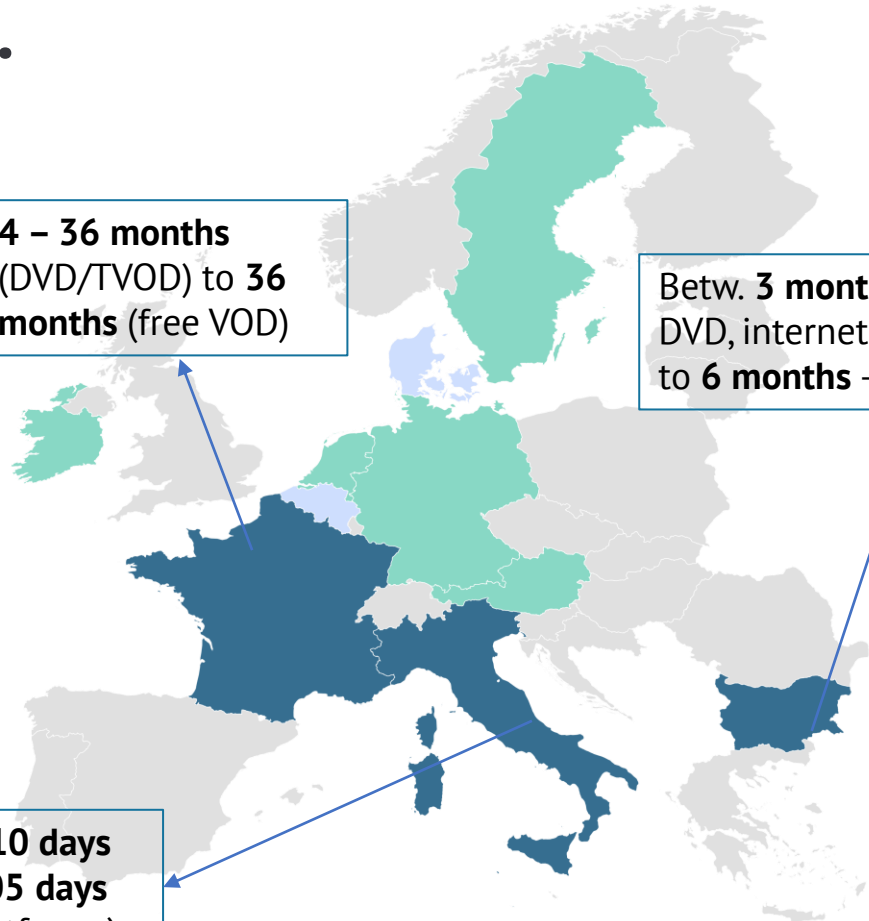 4 – 36 months
(DVD/TVOD) to 36
months (free VOD)
Betw. 3 mont
DVD, internet
to 6 months -
10 days
05 days